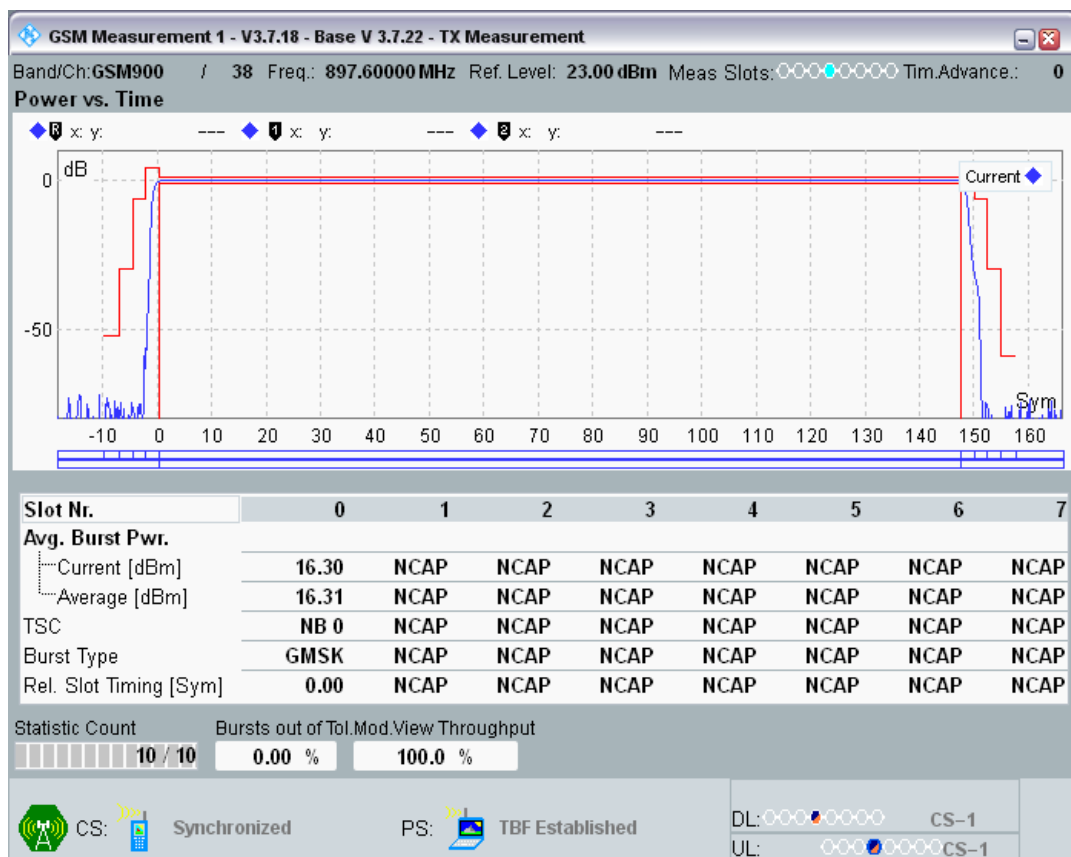 GSM Measurement 1 - V3.7.18 - Base V 3.7.22 - TX Measurement
Band/Ch:GSM900 / 38 Freq.: 897.60000 MHz Ref. Level: 23.00 dBm Meas Slots: Tim.Advance.: 0
Power vs. Time
R x: y: --- 1 x: y: --- 2 x: y: ---
dB
Current
0
-50
Sym
-10 0 10 20 30 40 50 60 70 80 90 100 110 120 130 140 150 160
Slot Nr. 0 1 2 3 4 5 6 7
Avg. Burst Pwr.
Current [dBm] 16.30 NCAP NCAP NCAP NCAP NCAP NCAP NCAP
Average [dBm] 16.31 NCAP NCAP NCAP NCAP NCAP NCAP NCAP
TSC NB 0 NCAP NCAP NCAP NCAP NCAP NCAP NCAP
Burst Type GMSK NCAP NCAP NCAP NCAP NCAP NCAP NCAP
Rel. Slot Timing [Sym] 0.00 NCAP NCAP NCAP NCAP NCAP NCAP NCAP
Statistic Count Bursts out of Tol.Mod.View Throughput
10 / 10 0.00 % 100.0 %
CS: Synchronized PS: TBF Established DL: CS-1
UL: CS-1